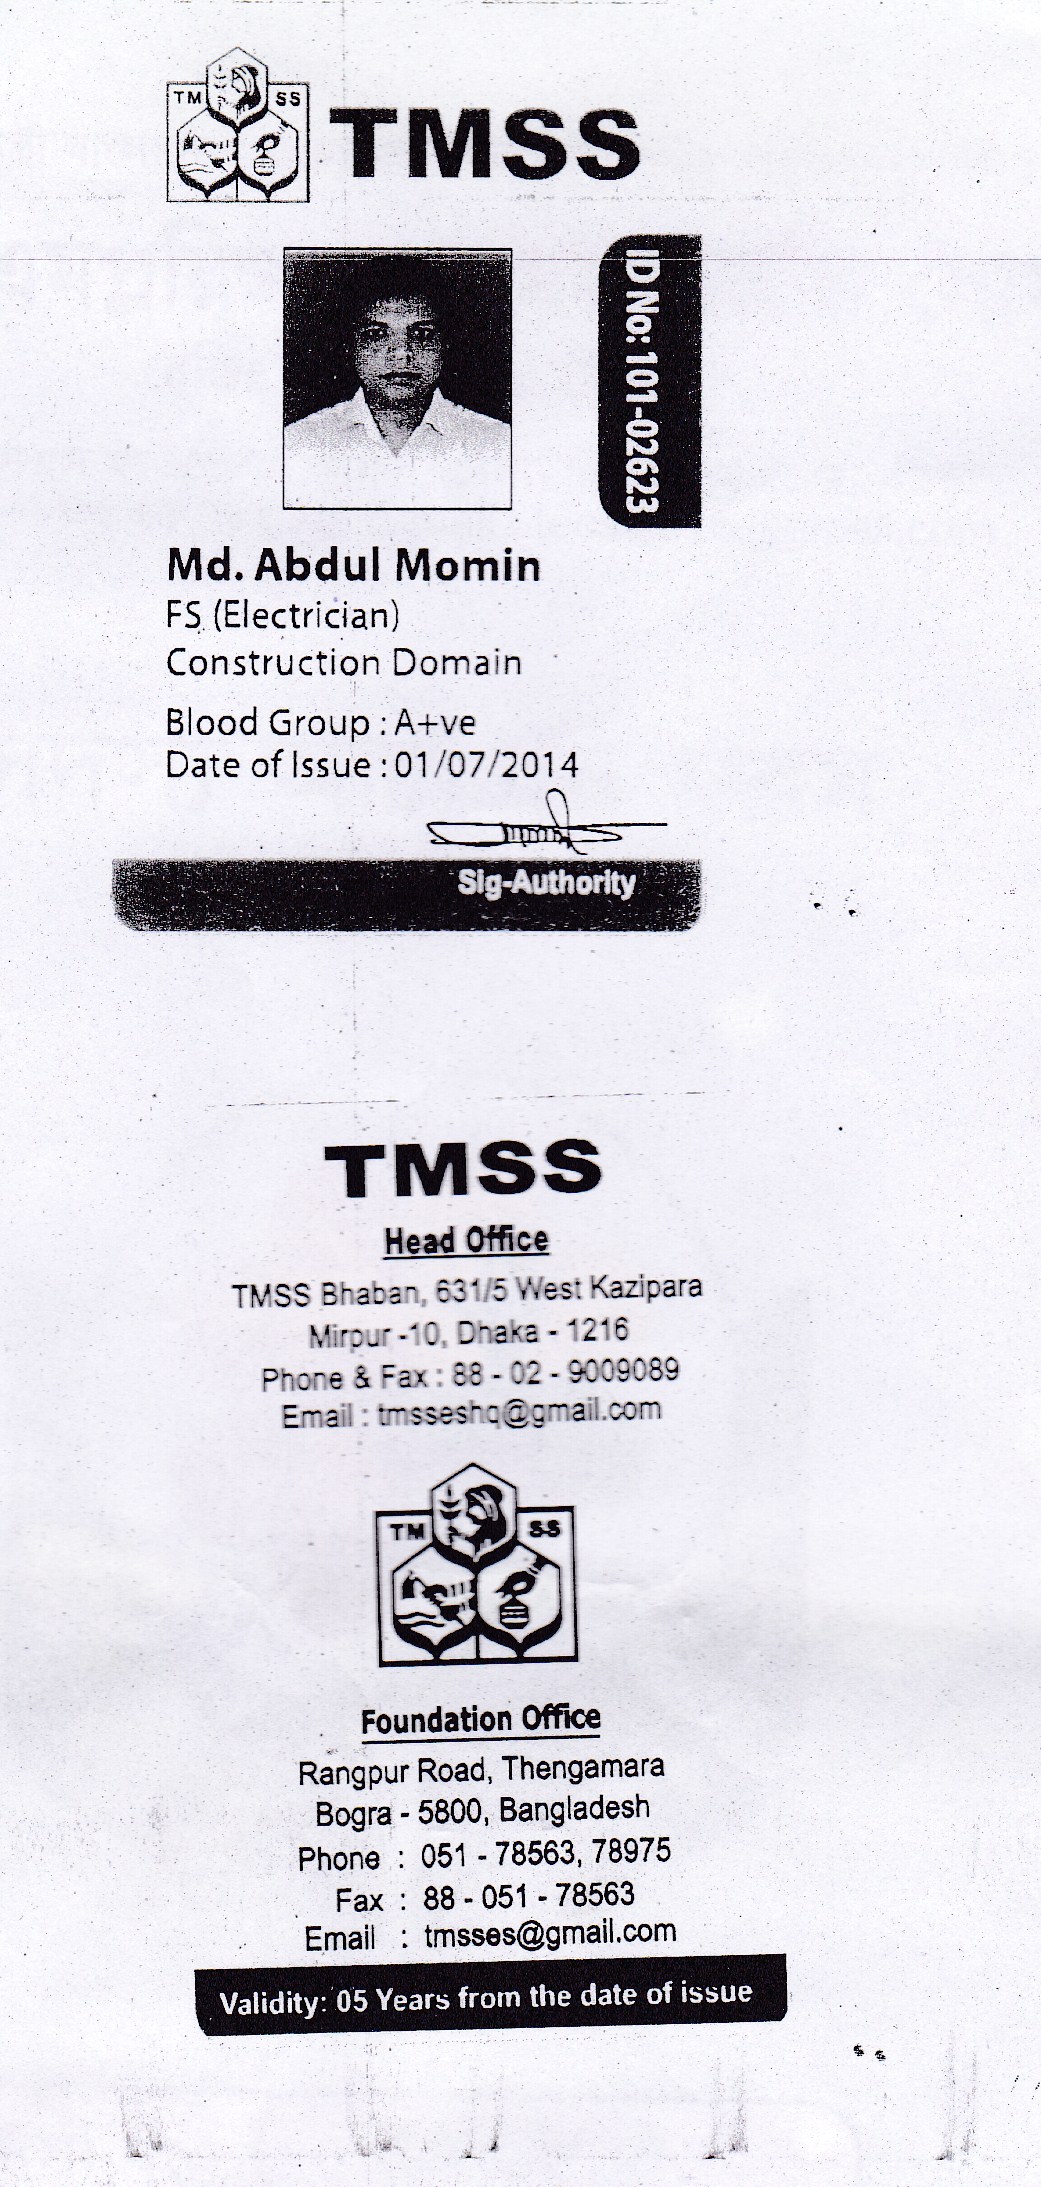 TM SS
TMSS
ID No: 101-02623
Md. Abdul Momin
FS (Electrician)
Construction Domain
Blood Group : A+ve
Date of Issue : 01/07/2014
Sig-Authority
TMSS
Head Office
TMSS Bhaban, 631/5 West Kazipara
Mirpur -10, Dhaka - 1216
Phone & Fax : 88 - 02 - 9009089
Email : tmsseshq@gmail.com
TM SS
Foundation Office
Rangpur Road, Thengamara
Bogra - 5800, Bangladesh
Phone : 051 - 78563, 78975
Fax : 88 - 051 - 78563
Email : tmsses@gmail.com
Validity: 05 Years from the date of issue